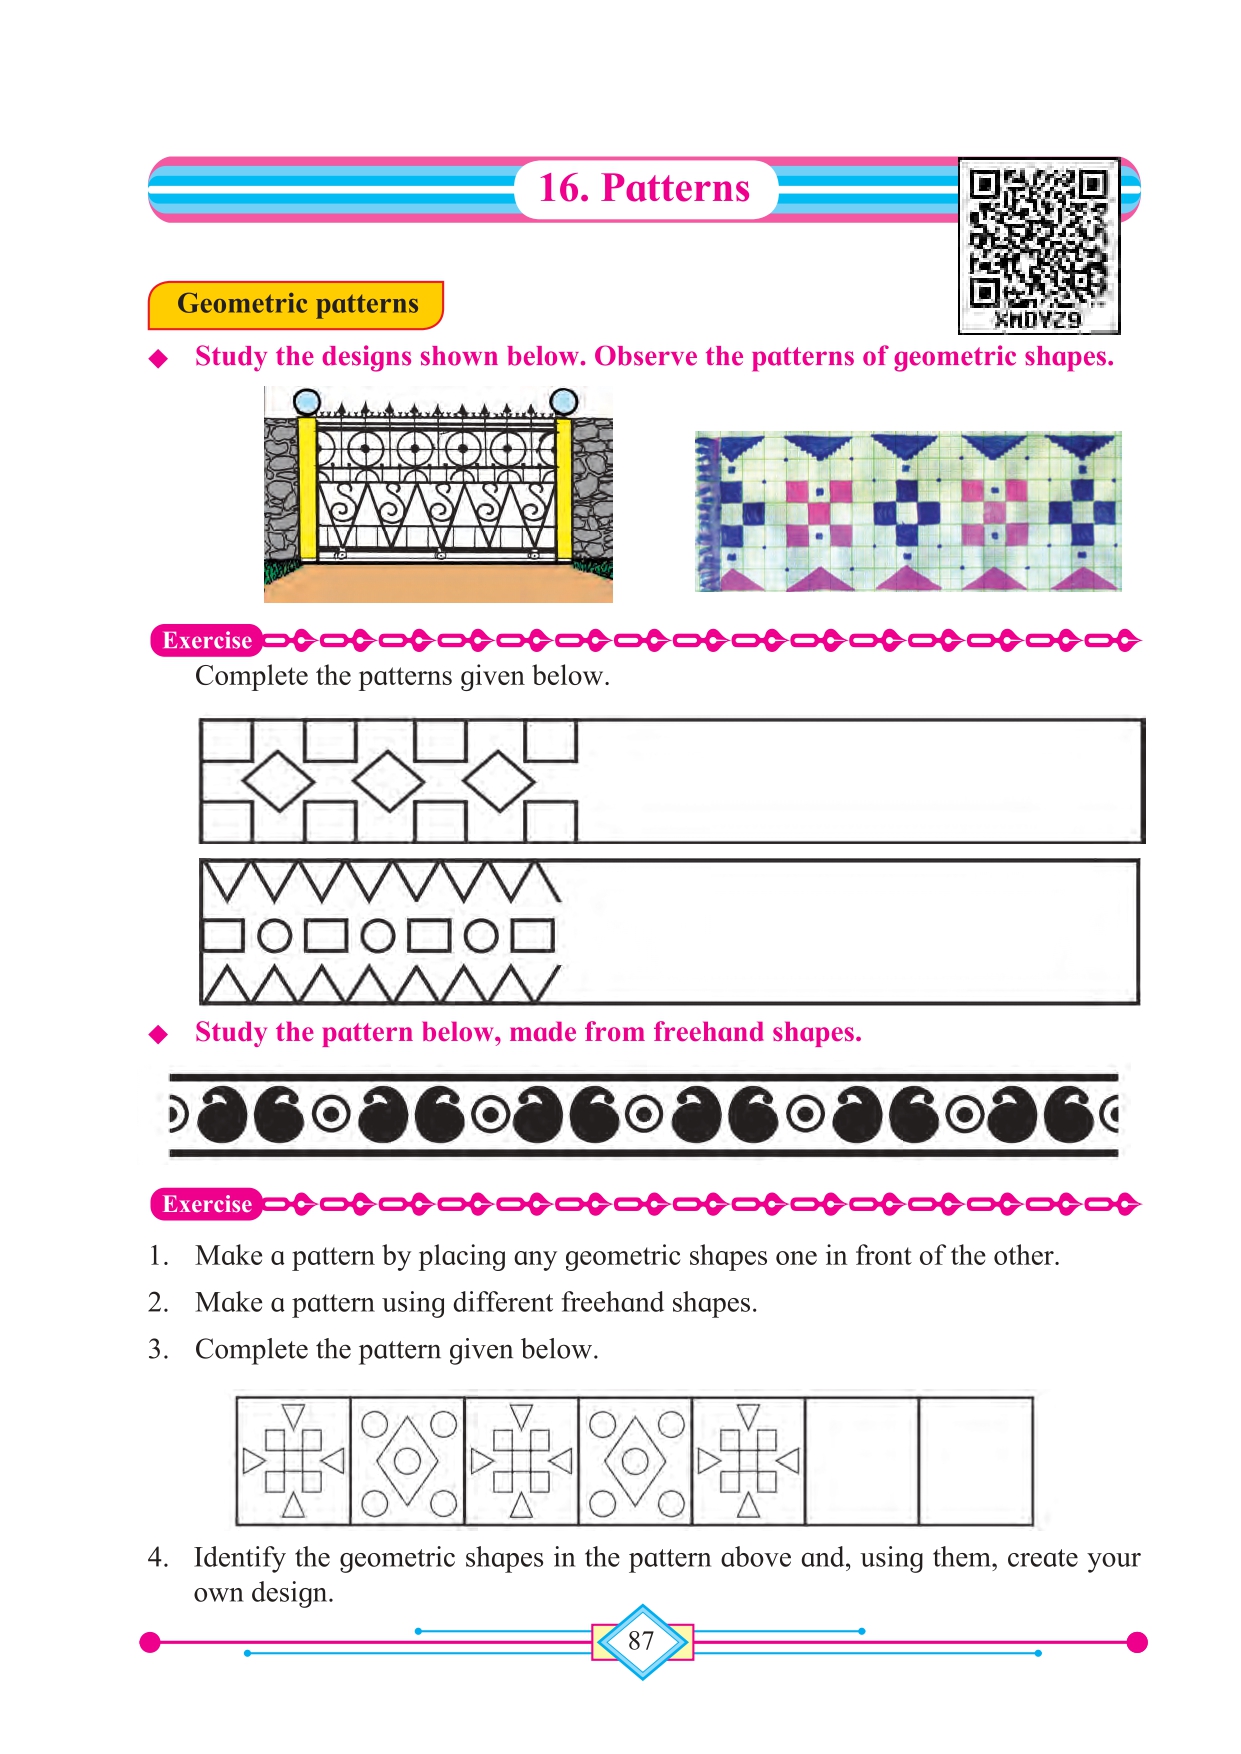 16. Patterns
XMDYZ9
Geometric patterns
Study the designs shown below. Observe the patterns of geometric shapes.
Exercise
Complete the patterns given below.
Study the pattern below, made from freehand shapes.
Exercise
1. Make a pattern by placing any geometric shapes one in front of the other.
2. Make a pattern using different freehand shapes.
3. Complete the pattern given below.
4. Identify the geometric shapes in the pattern above and, using them, create your
own design.
87